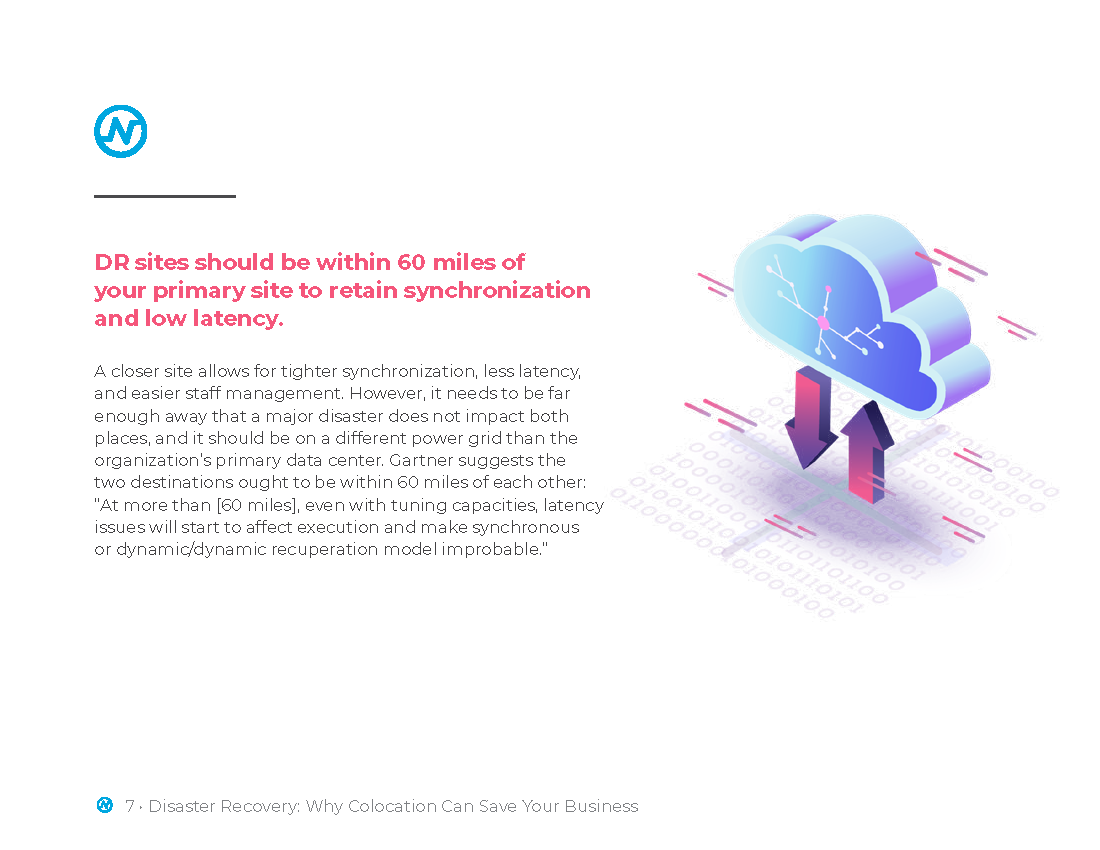 DR sites should be within 60 miles of
your primary site to retain synchronization
and low latency.
A closer site allows for tighter synchronization, less latency,
and easier staff management. However, it needs to be far
enough away that a major disaster does not impact both
places, and it should be on a different power grid than the
organization's primary data center. Gartner suggests the
two destinations ought to be within 60 miles of each other:
"At more than [60 miles], even with tuning capacities, latency
issues will start to affect execution and make synchronous
or dynamic/dynamic recuperation model improbable."
7 · Disaster Recovery: Why Colocation Can Save Your Business